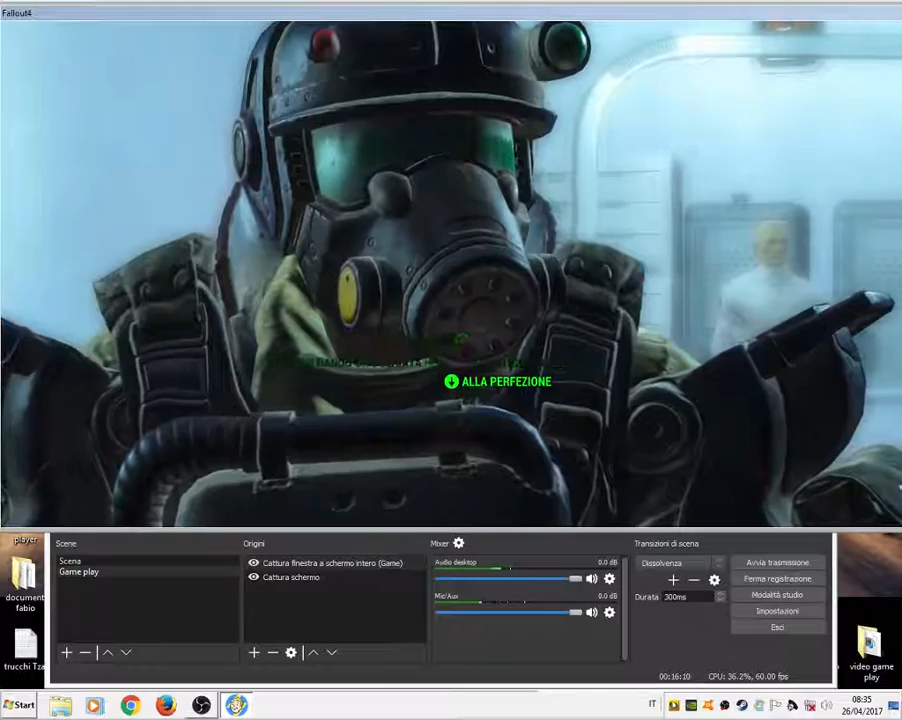 Fallout4
ALLA PERFEZIONE
player
Scene
Origini
Mixer
Transizioni di scena
Scena
Game play
Cattura finestra a schermo intero (Game)
Cattura schermo
Audio desktop
0.0 dB
Mic/Aux
0.0 dB
Dissolvenza
Durata
300ms
Avvia trasmissione
Ferma registrazione
Modalità studio
Impostazioni
Esci
document
fabio
trucchi Tza
video game
play
00:16:10
CPU: 36.2%, 60.00 fps
Start
IT
08:35
26/04/2017